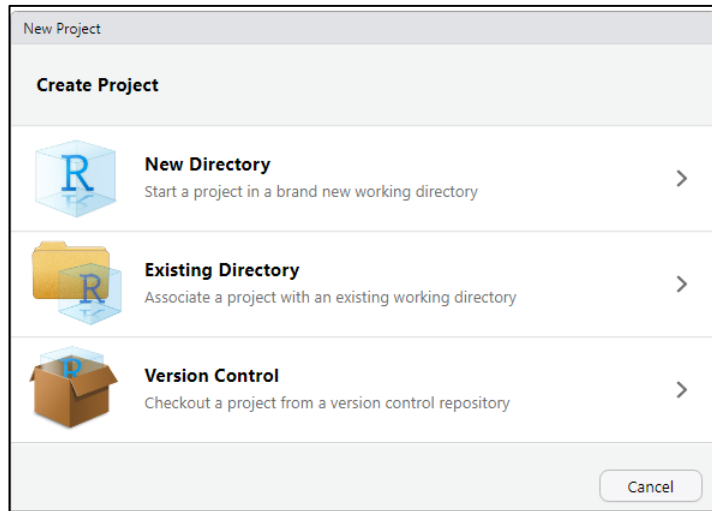 New Project
Create Project
New Directory
Start a project in a brand new working directory
Existing Directory
Associate a project with an existing working directory
Version Control
Checkout a project from a version control repository
Cancel